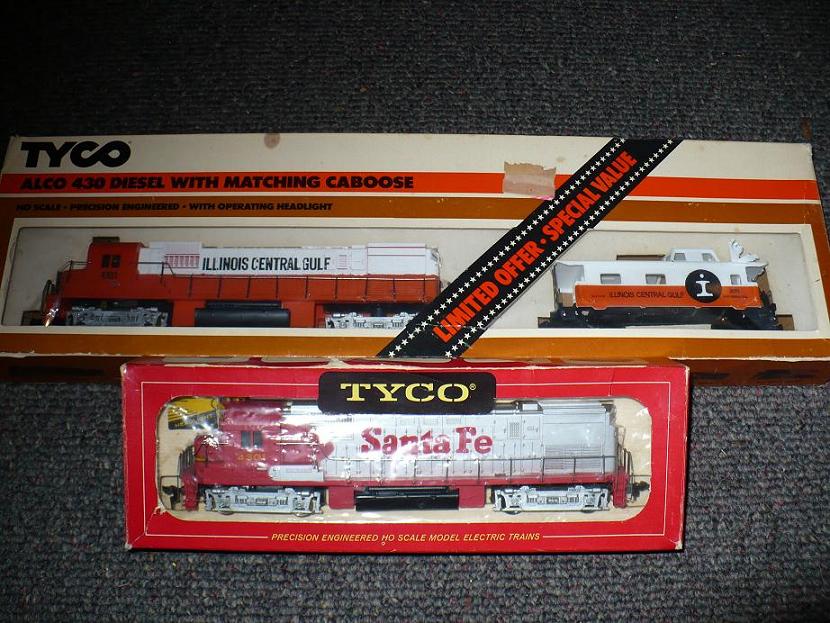 TYCO
ALCO 430 DIESEL WITH MATCHING CABOOSE
HO SCALE • PRECISION ENGINEERED • WITH OPERATING HEADLIGHT
LIMITED OFFER • SPECIAL VALUE
ILLINOIS CENTRAL GULF
ILLINOIS CENTRAL GULF
i
TYCO®
Santa Fe
430
PRECISION ENGINEERED HO SCALE MODEL ELECTRIC TRAINS